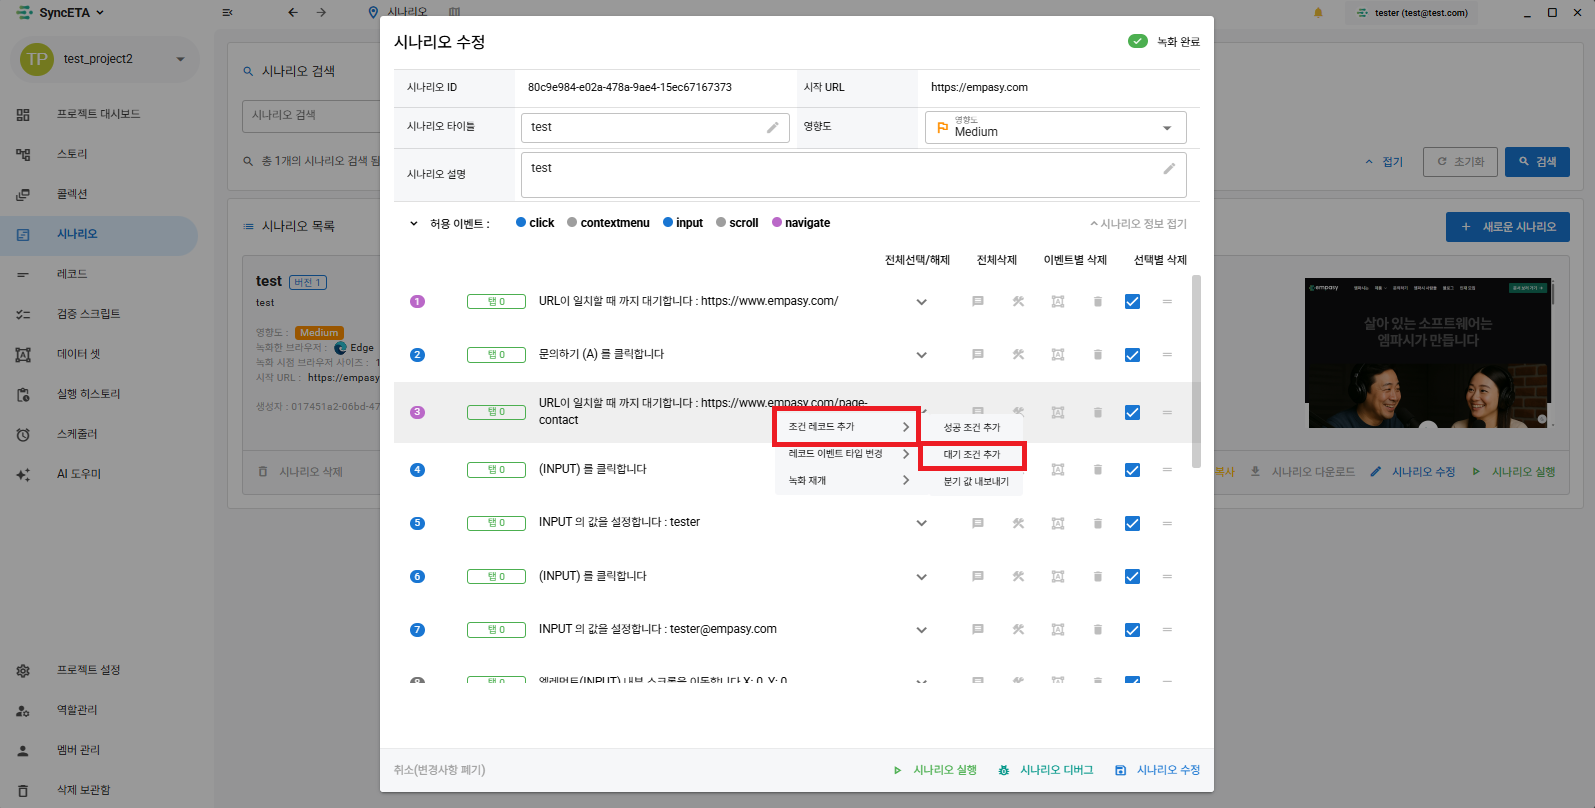 SyncETA
시나리오
tester (test@test.com)
TP
test_project2
프로젝트 대시보드
스토리
콜렉션
시나리오
레코드
검증 스크립트
데이터 셋
실행 히스토리
스케줄러
AI 도우미
프로젝트 설정
역할관리
멤버 관리
삭제 보관함
시나리오 검색
시나리오 검색
총 1개의 시나리오 검색 됨
접기
초기화
검색
시나리오 목록
새로운 시나리오
test 버전 1
test
영향도 : Medium
녹화한 브라우저 : Edge
녹화 시점 브라우저 사이즈 : 1
시작 URL : https://empasy
생성자 : 017451a2-06bd-47
시나리오 삭제
empasy
살아 있는 소프트웨어는
엠파시가 만듭니다
복사
시나리오 다운로드
시나리오 수정
시나리오 실행
시나리오 수정
녹화 완료
시나리오 ID
80c9e984-e02a-478a-9ae4-15ec67167373
시작 URL
https://empasy.com
시나리오 타이틀
test
영향도
영향도
Medium
시나리오 설명
test
허용 이벤트 : click contextmenu input scroll navigate
시나리오 정보 접기
전체선택/해제 전체삭제 이벤트별 삭제 선택별 삭제
1 탭 0 URL이 일치할 때 까지 대기합니다 : https://www.empasy.com/
2 탭 0 문의하기 (A) 를 클릭합니다
3 탭 0 URL이 일치할 때 까지 대기합니다 : https://www.empasy.com/page-
contact
조건 레코드 추가
레코드 이벤트 타입 변경
녹화 재개
성공 조건 추가
대기 조건 추가
분기 값 내보내기
4 탭 0 (INPUT) 를 클릭합니다
5 탭 0 INPUT 의 값을 설정합니다 : tester
6 탭 0 (INPUT) 를 클릭합니다
7 탭 0 INPUT 의 값을 설정합니다 : tester@empasy.com
8 탭 0 엘레먼트(INPUT) 내부 스크롤을 이동합니다 X: 0, Y: 0
취소(변경사항 폐기)
시나리오 실행
시나리오 디버그
시나리오 수정